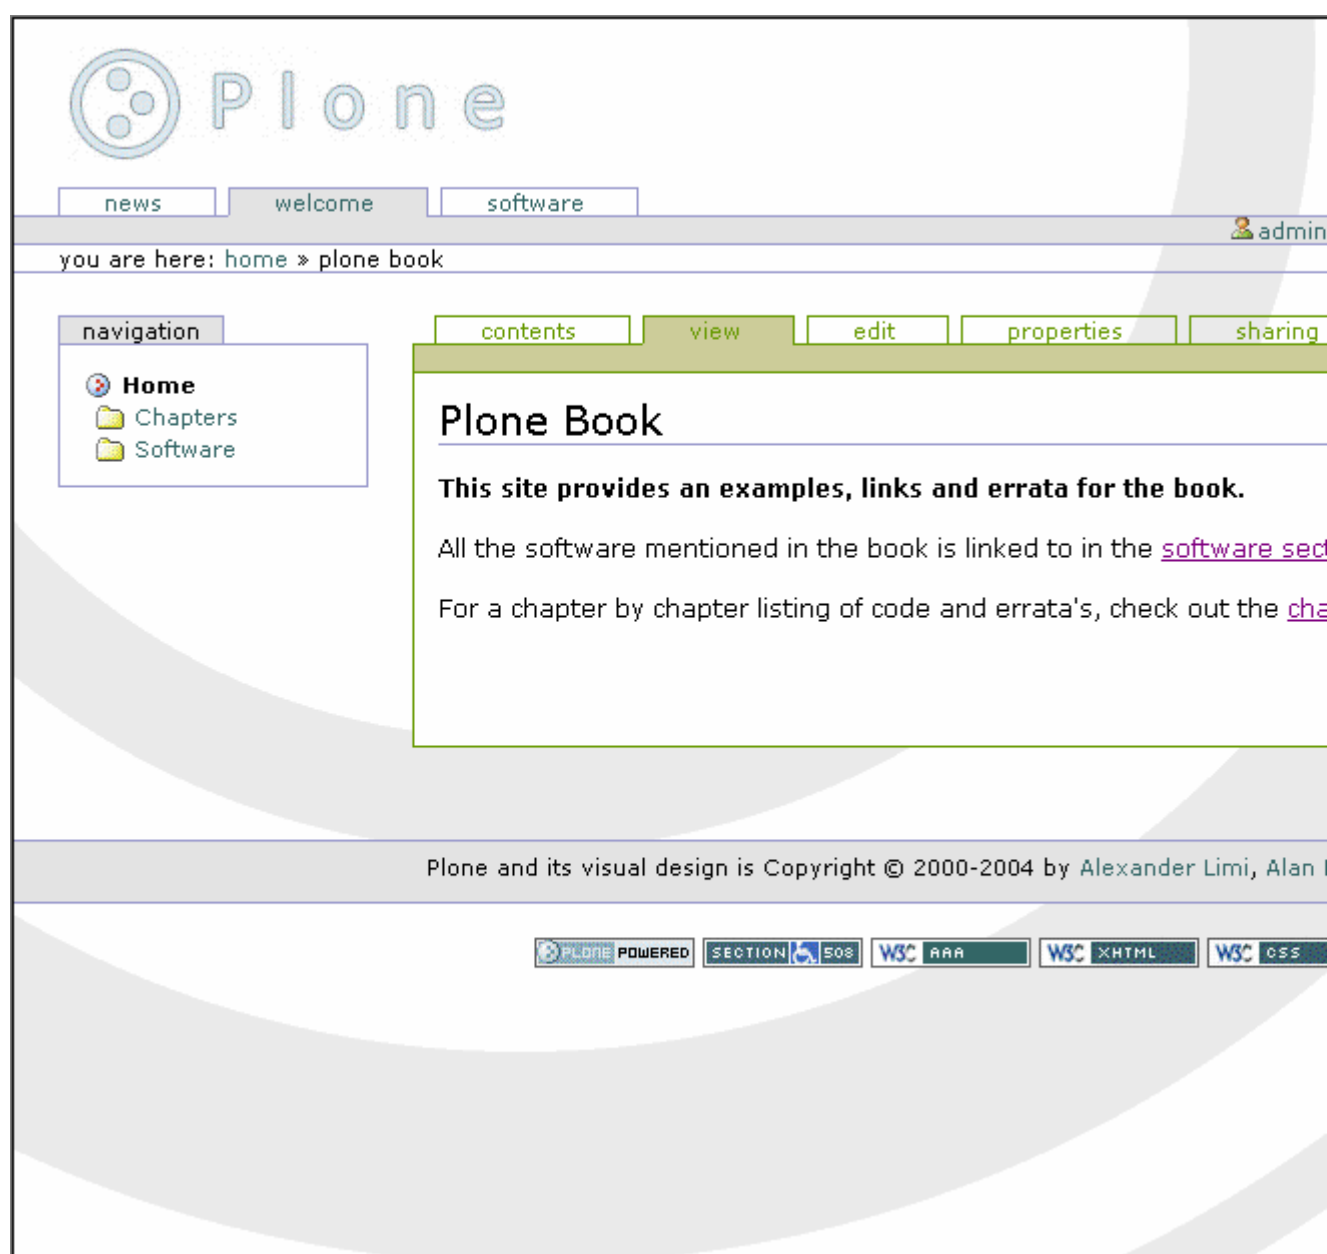 Plone
news welcome software
admin
you are here: home » plone book
navigation
contents view edit properties sharing
Home
Chapters
Software
Plone Book
This site provides an examples, links and errata for the book.
All the software mentioned in the book is linked to in the software sect
For a chapter by chapter listing of code and errata's, check out the cha
Plone and its visual design is Copyright © 2000-2004 by Alexander Limi, Alan
PLONE POWERED SECTION 508 W3C AAA W3C XHTML W3C CSS